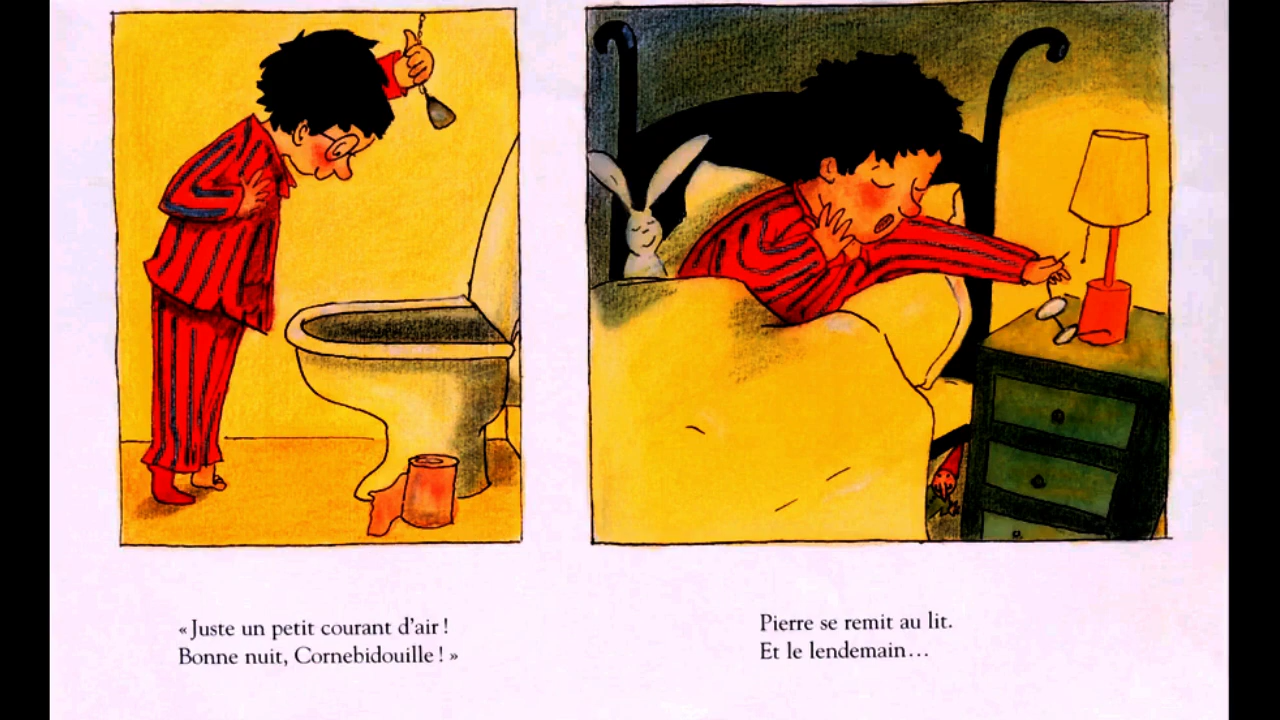 « Juste un petit courant d’air !
Bonne nuit, Cornebidouille ! »
Pierre se remit au lit.
Et le lendemain…